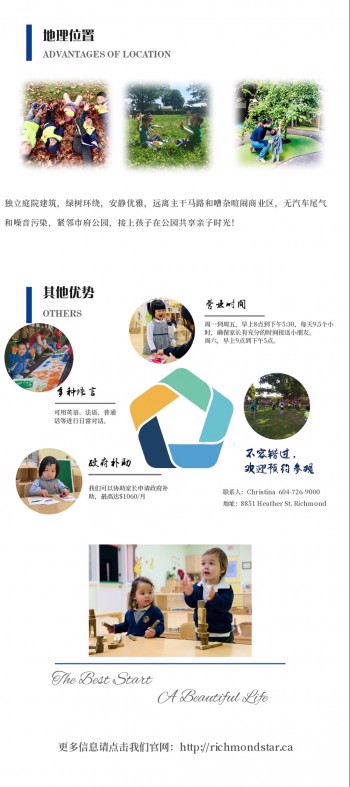 地理位置
ADVANTAGES OF LOCATION
独立庭院建筑，绿树环绕，安静优雅，远离主干马路和嘈杂喧闹商业区，无汽车尾气
和噪音污染，紧邻市府公园，接上孩子在公园共享亲子时光！
其他优势
OTHERS
营业时间
周一到周五，早上8点到下午5:30，每天9.5个小
时，确保家长有充分的时间接送小朋友。
周六，早上9点到下午5点。
多种语言
可用英语、法语、普通
话等进行日常对话。
政府补助
我们可以协助家长申请政府补
助，最高达$1060/月
不容错过，
欢迎预约参观
联系人：Christina 604-726-9000
地址：8851 Heather St, Richmond
The Best Start
A Beautiful Life
更多信息请点击我们官网：http://richmondstar.ca